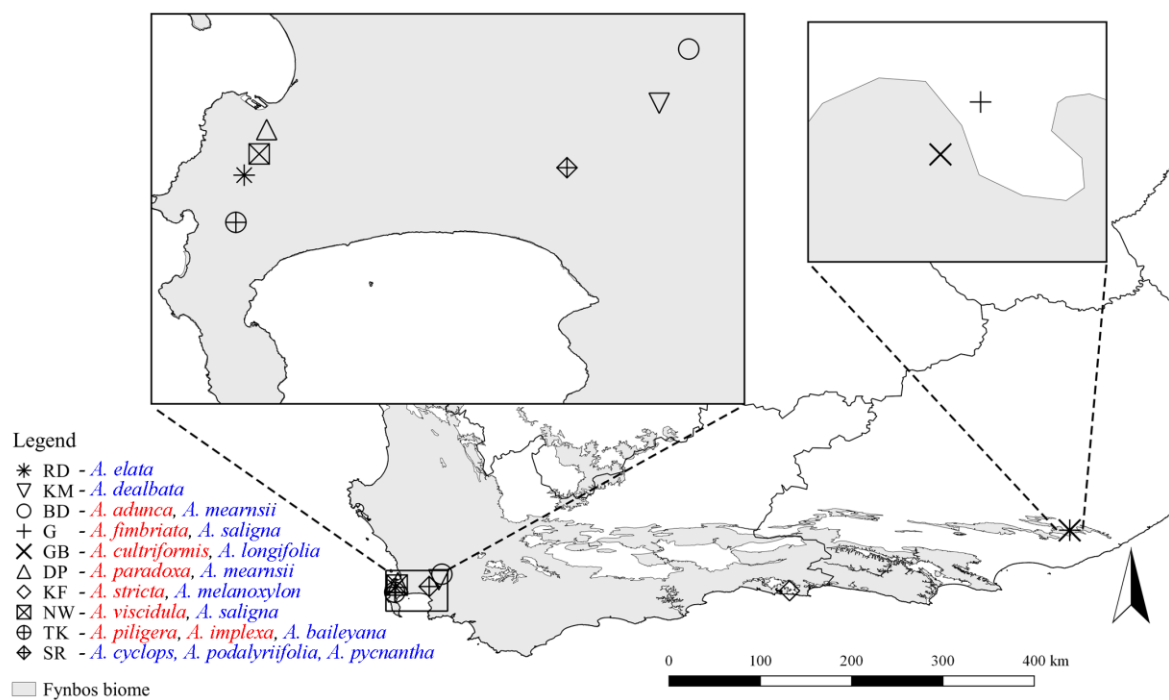 Legend
RD - A. elata
KM - A. dealbata
BD - A. adunca, A. mearnsii
G - A. fimbriata, A. saligna
GB - A. cultriformis, A. longifolia
DP - A. paradoxa, A. mearnsii
KF - A. stricta, A. melanoxylon
NW - A. viscidula, A. saligna
TK - A. piligera, A. implexa, A. baileyana
SR - A. cyclops, A. podalyriifolia, A. pycnantha
Fynbos biome
0 100 200 300 400 km